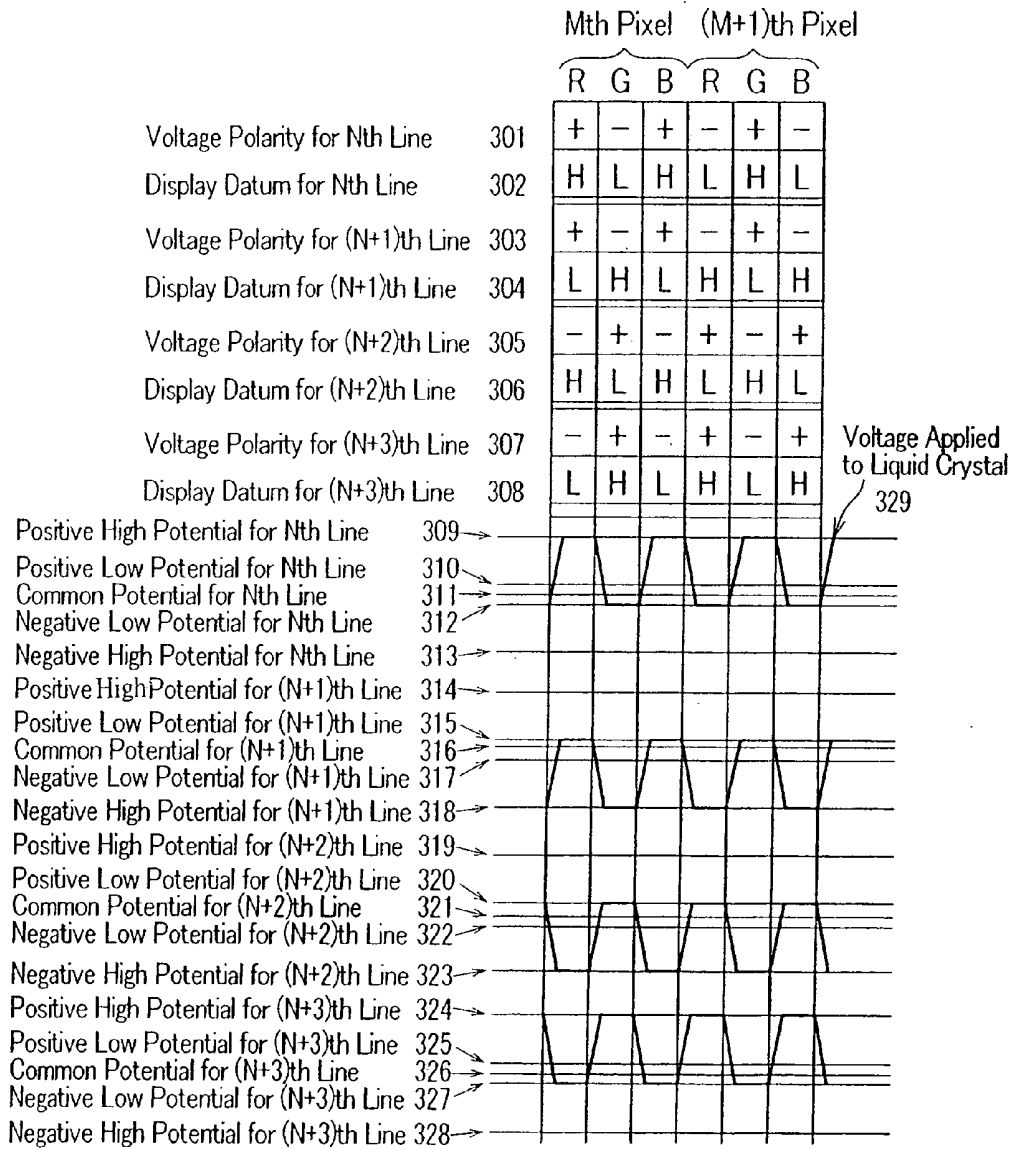 Mth Pixel (M+1)th Pixel
R G B R G B
Voltage Polarity for Nth Line 301 + − + − + −
Display Datum for Nth Line 302 H L H L H L
Voltage Polarity for (N+1)th Line 303 + − + − + −
Display Datum for (N+1)th Line 304 L H L H L H
Voltage Polarity for (N+2)th Line 305 − + − + − +
Display Datum for (N+2)th Line 306 H L H L H L
Voltage Polarity for (N+3)th Line 307 − + − + − +
Display Datum for (N+3)th Line 308 L H L H L H
Voltage Applied
to Liquid Crystal
329
Positive High Potential for Nth Line 309
Positive Low Potential for Nth Line 310
Common Potential for Nth Line 311
Negative Low Potential for Nth Line 312
Negative High Potential for Nth Line 313
Positive High Potential for (N+1)th Line 314
Positive Low Potential for (N+1)th Line 315
Common Potential for (N+1)th Line 316
Negative Low Potential for (N+1)th Line 317
Negative High Potential for (N+1)th Line 318
Positive High Potential for (N+2)th Line 319
Positive Low Potential for (N+2)th Line 320
Common Potential for (N+2)th Line 321
Negative Low Potential for (N+2)th Line 322
Negative High Potential for (N+2)th Line 323
Positive High Potential for (N+3)th Line 324
Positive Low Potential for (N+3)th Line 325
Common Potential for (N+3)th Line 326
Negative Low Potential for (N+3)th Line 327
Negative High Potential for (N+3)th Line 328